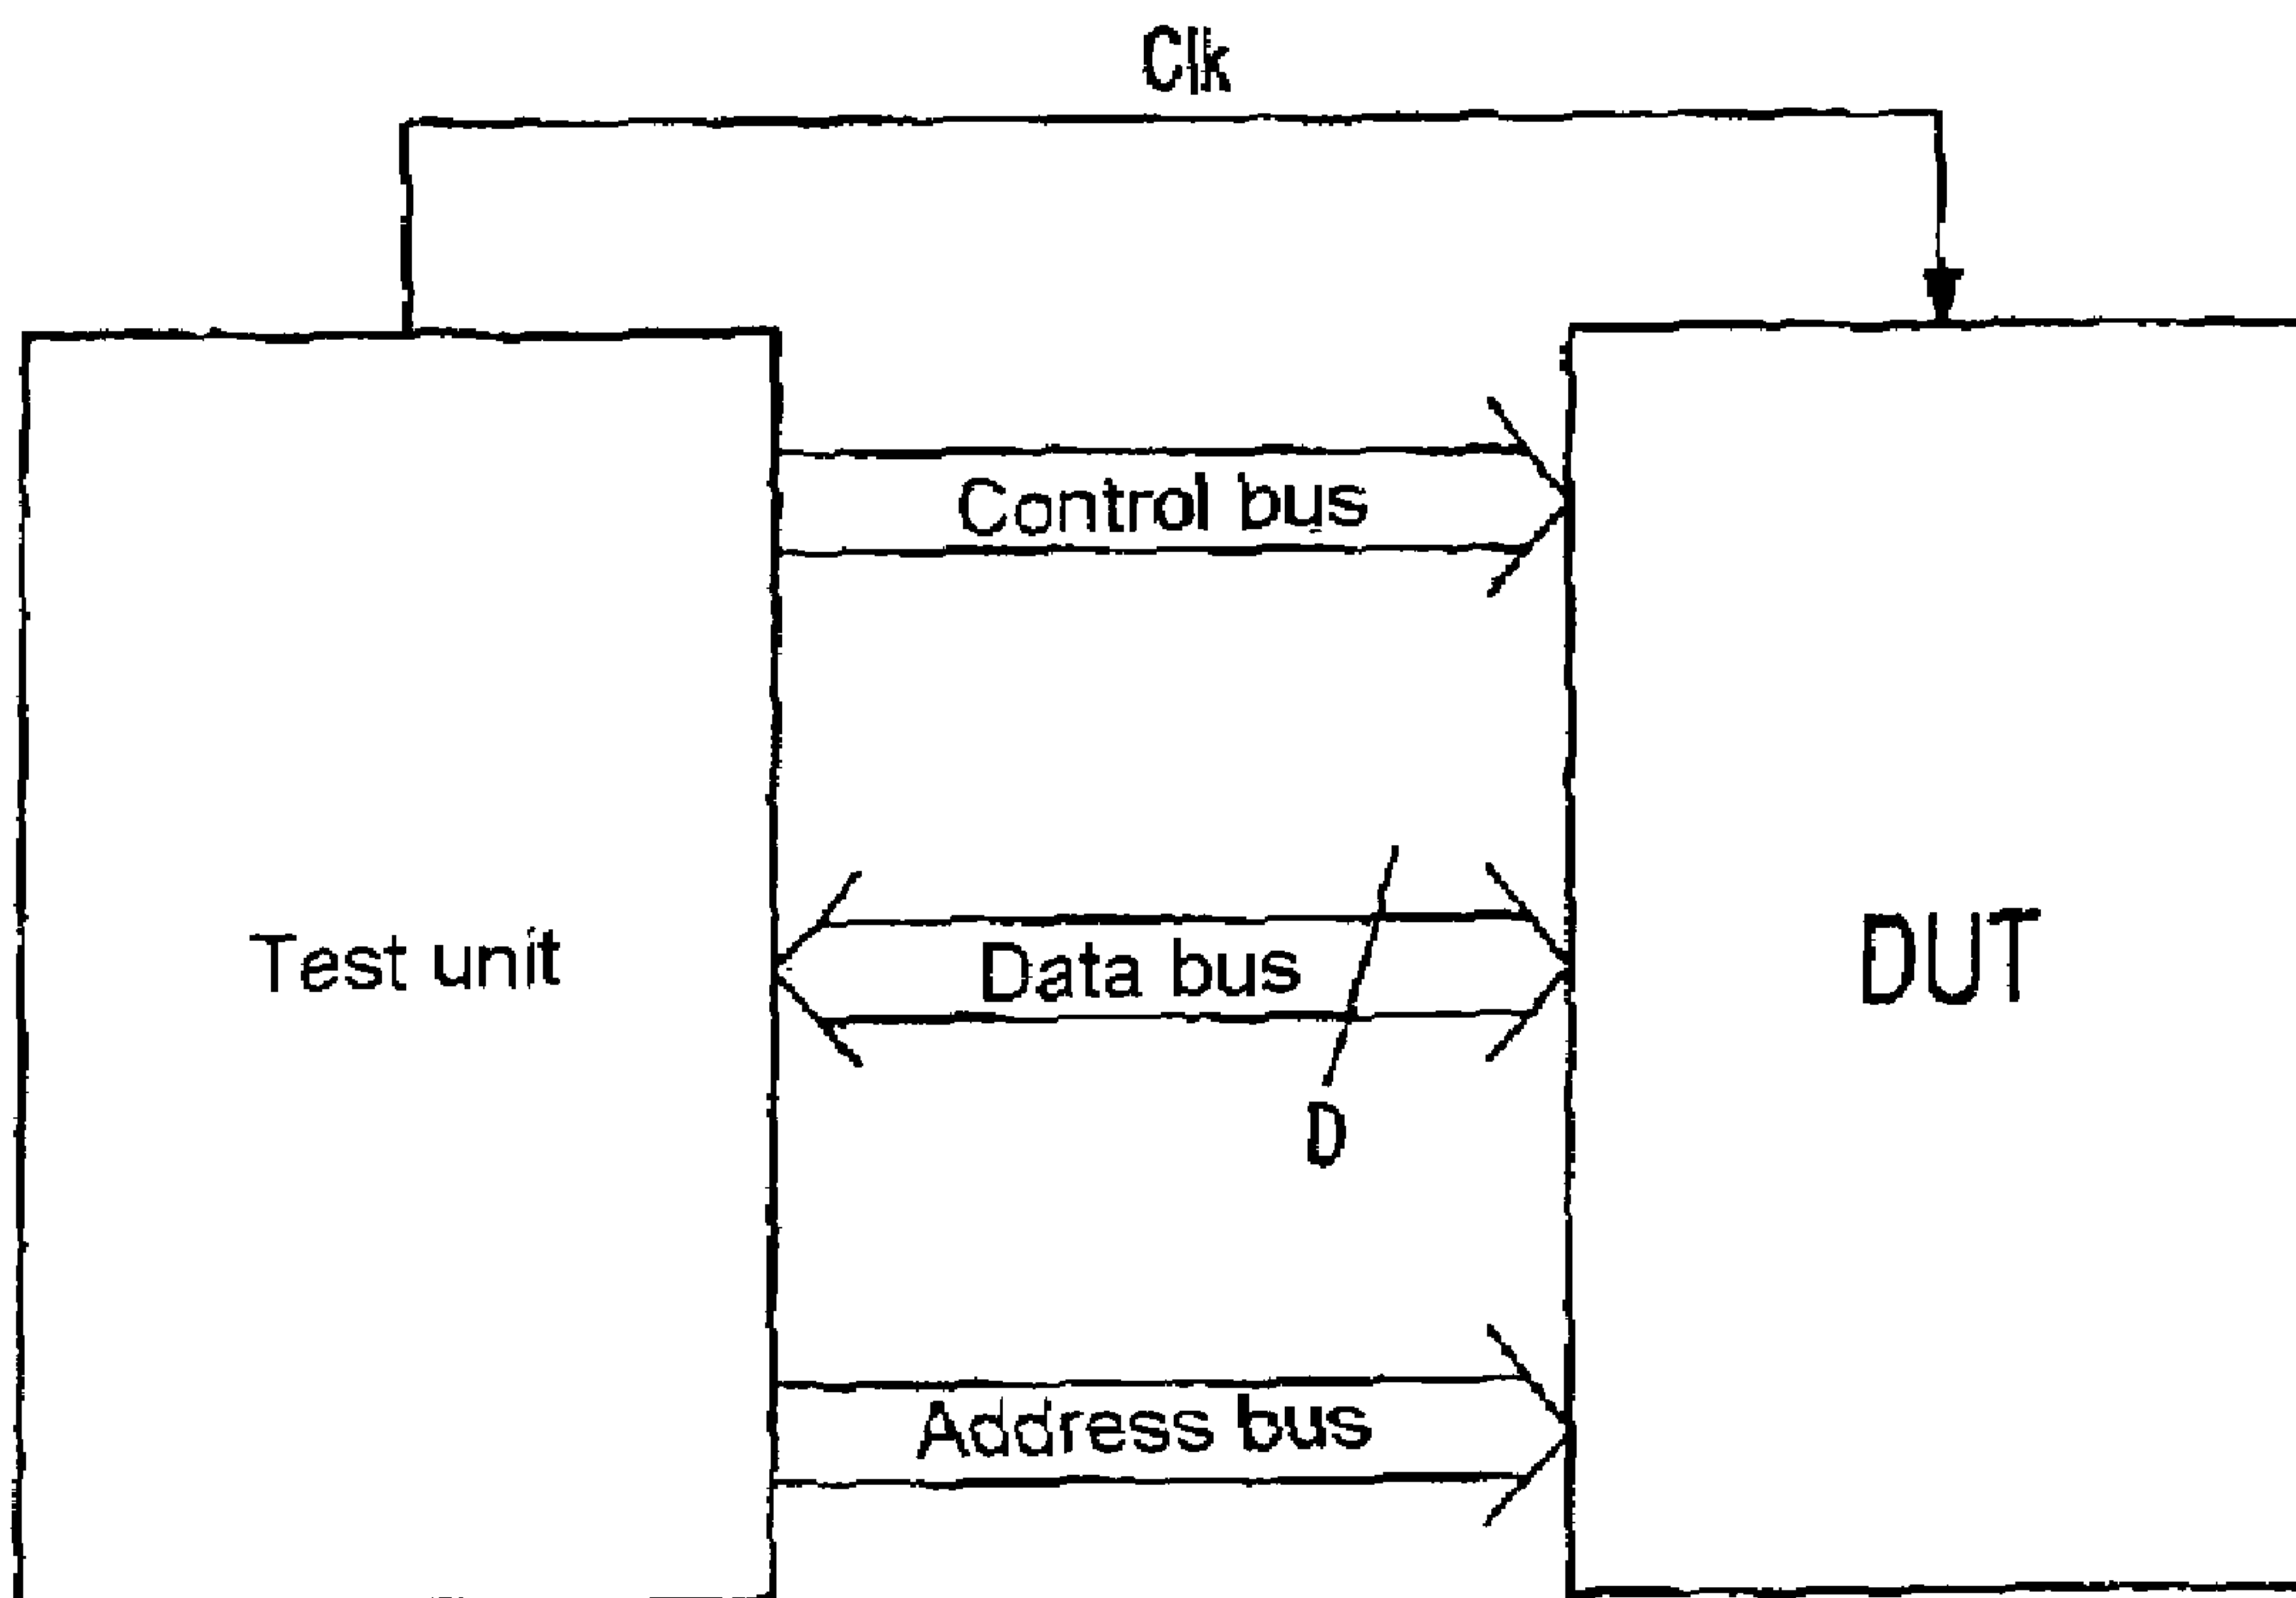 Clk
Control bus
Test unit
Data bus
DUT
D
Address bus